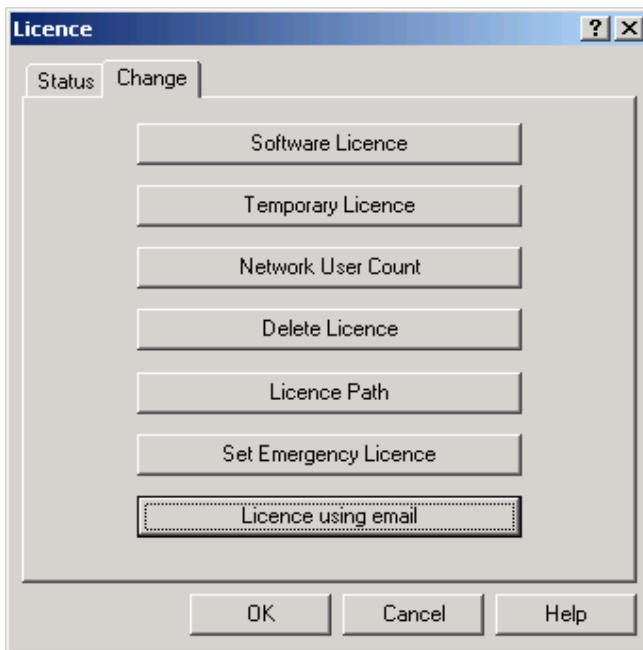 Licence
Status Change
Software Licence
Temporary Licence
Network User Count
Delete Licence
Licence Path
Set Emergency Licence
Licence using email
OK Cancel Help